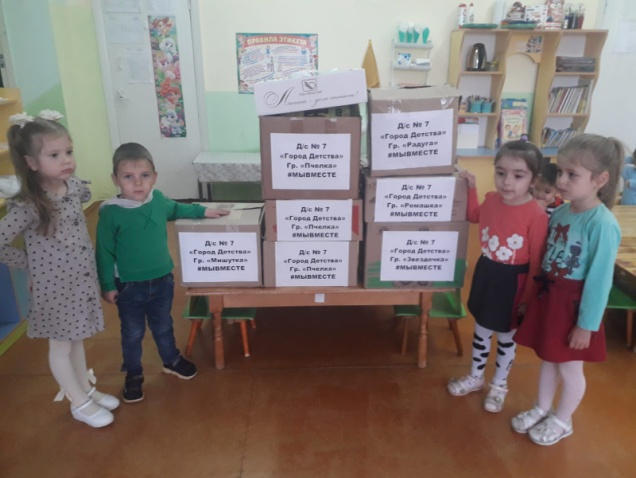 ПРАВИЛА ЭТИКЕТА
Д/с № 7
«Город Детства»
Гр. «Пчелка»
#МЫВМЕСТЕ
Д/с № 7
«Город Детства»
Гр. «Радуга»
#МЫВМЕСТЕ
Д/с № 7
«Город Детства»
Гр. «Пчелка»
#МЫВМЕСТЕ
Д/с № 7
«Город Детства»
Гр. «Ромашка»
#МЫВМЕСТЕ
Д/с № 7
«Город Детства»
Гр. «Мишутка»
#МЫВМЕСТЕ
Д/с № 7
«Город Детства»
Гр. «Пчелка»
#МЫВМЕСТЕ
Д/с № 7
«Город Детства»
Гр. «Звездочка»
#МЫВМЕСТЕ